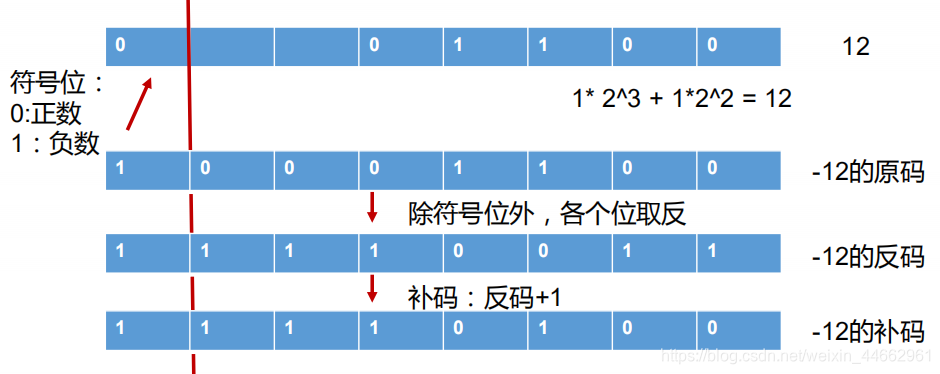 0 0 1 1 0 0 12
符号位：
0:正数
1：负数
1* 2^3 + 1*2^2 = 12
1 0 0 0 1 1 0 0 -12的原码
除符号位外，各个位取反
1 1 1 1 0 0 1 1 -12的反码
补码：反码+1
1 1 1 1 0 1 0 0 -12的补码
https://blog.csdn.net/weixin_44662961